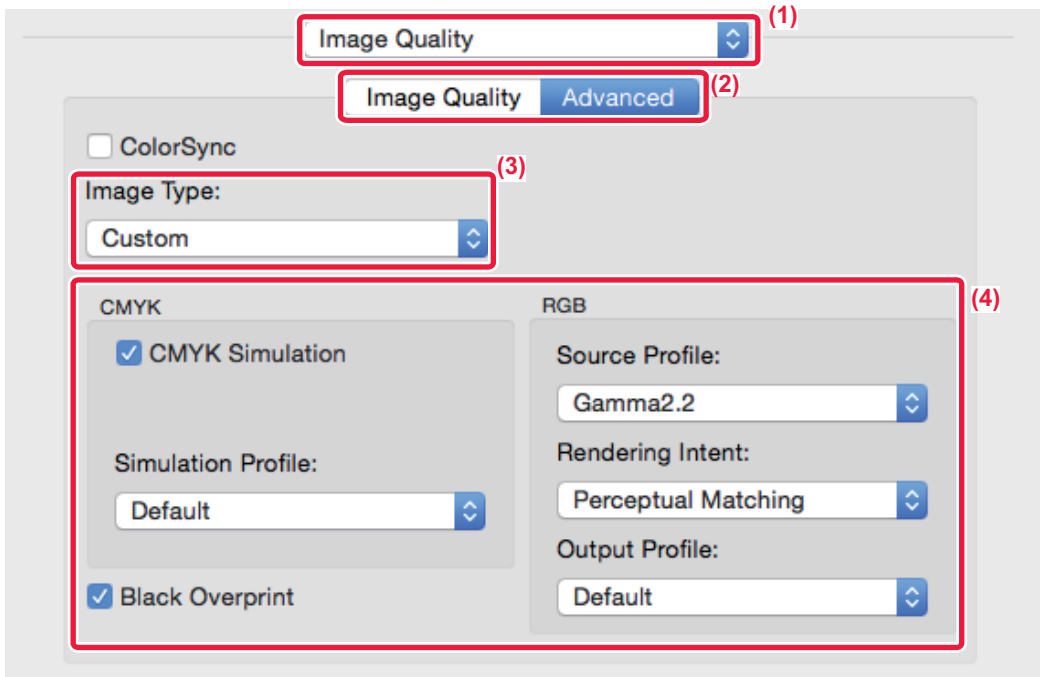 (1)
Image Quality
(2)
Image Quality Advanced
ColorSync
(3)
Image Type:
Custom
(4)
CMYK
CMYK Simulation
Simulation Profile:
Default
Black Overprint
RGB
Source Profile:
Gamma2.2
Rendering Intent:
Perceptual Matching
Output Profile:
Default